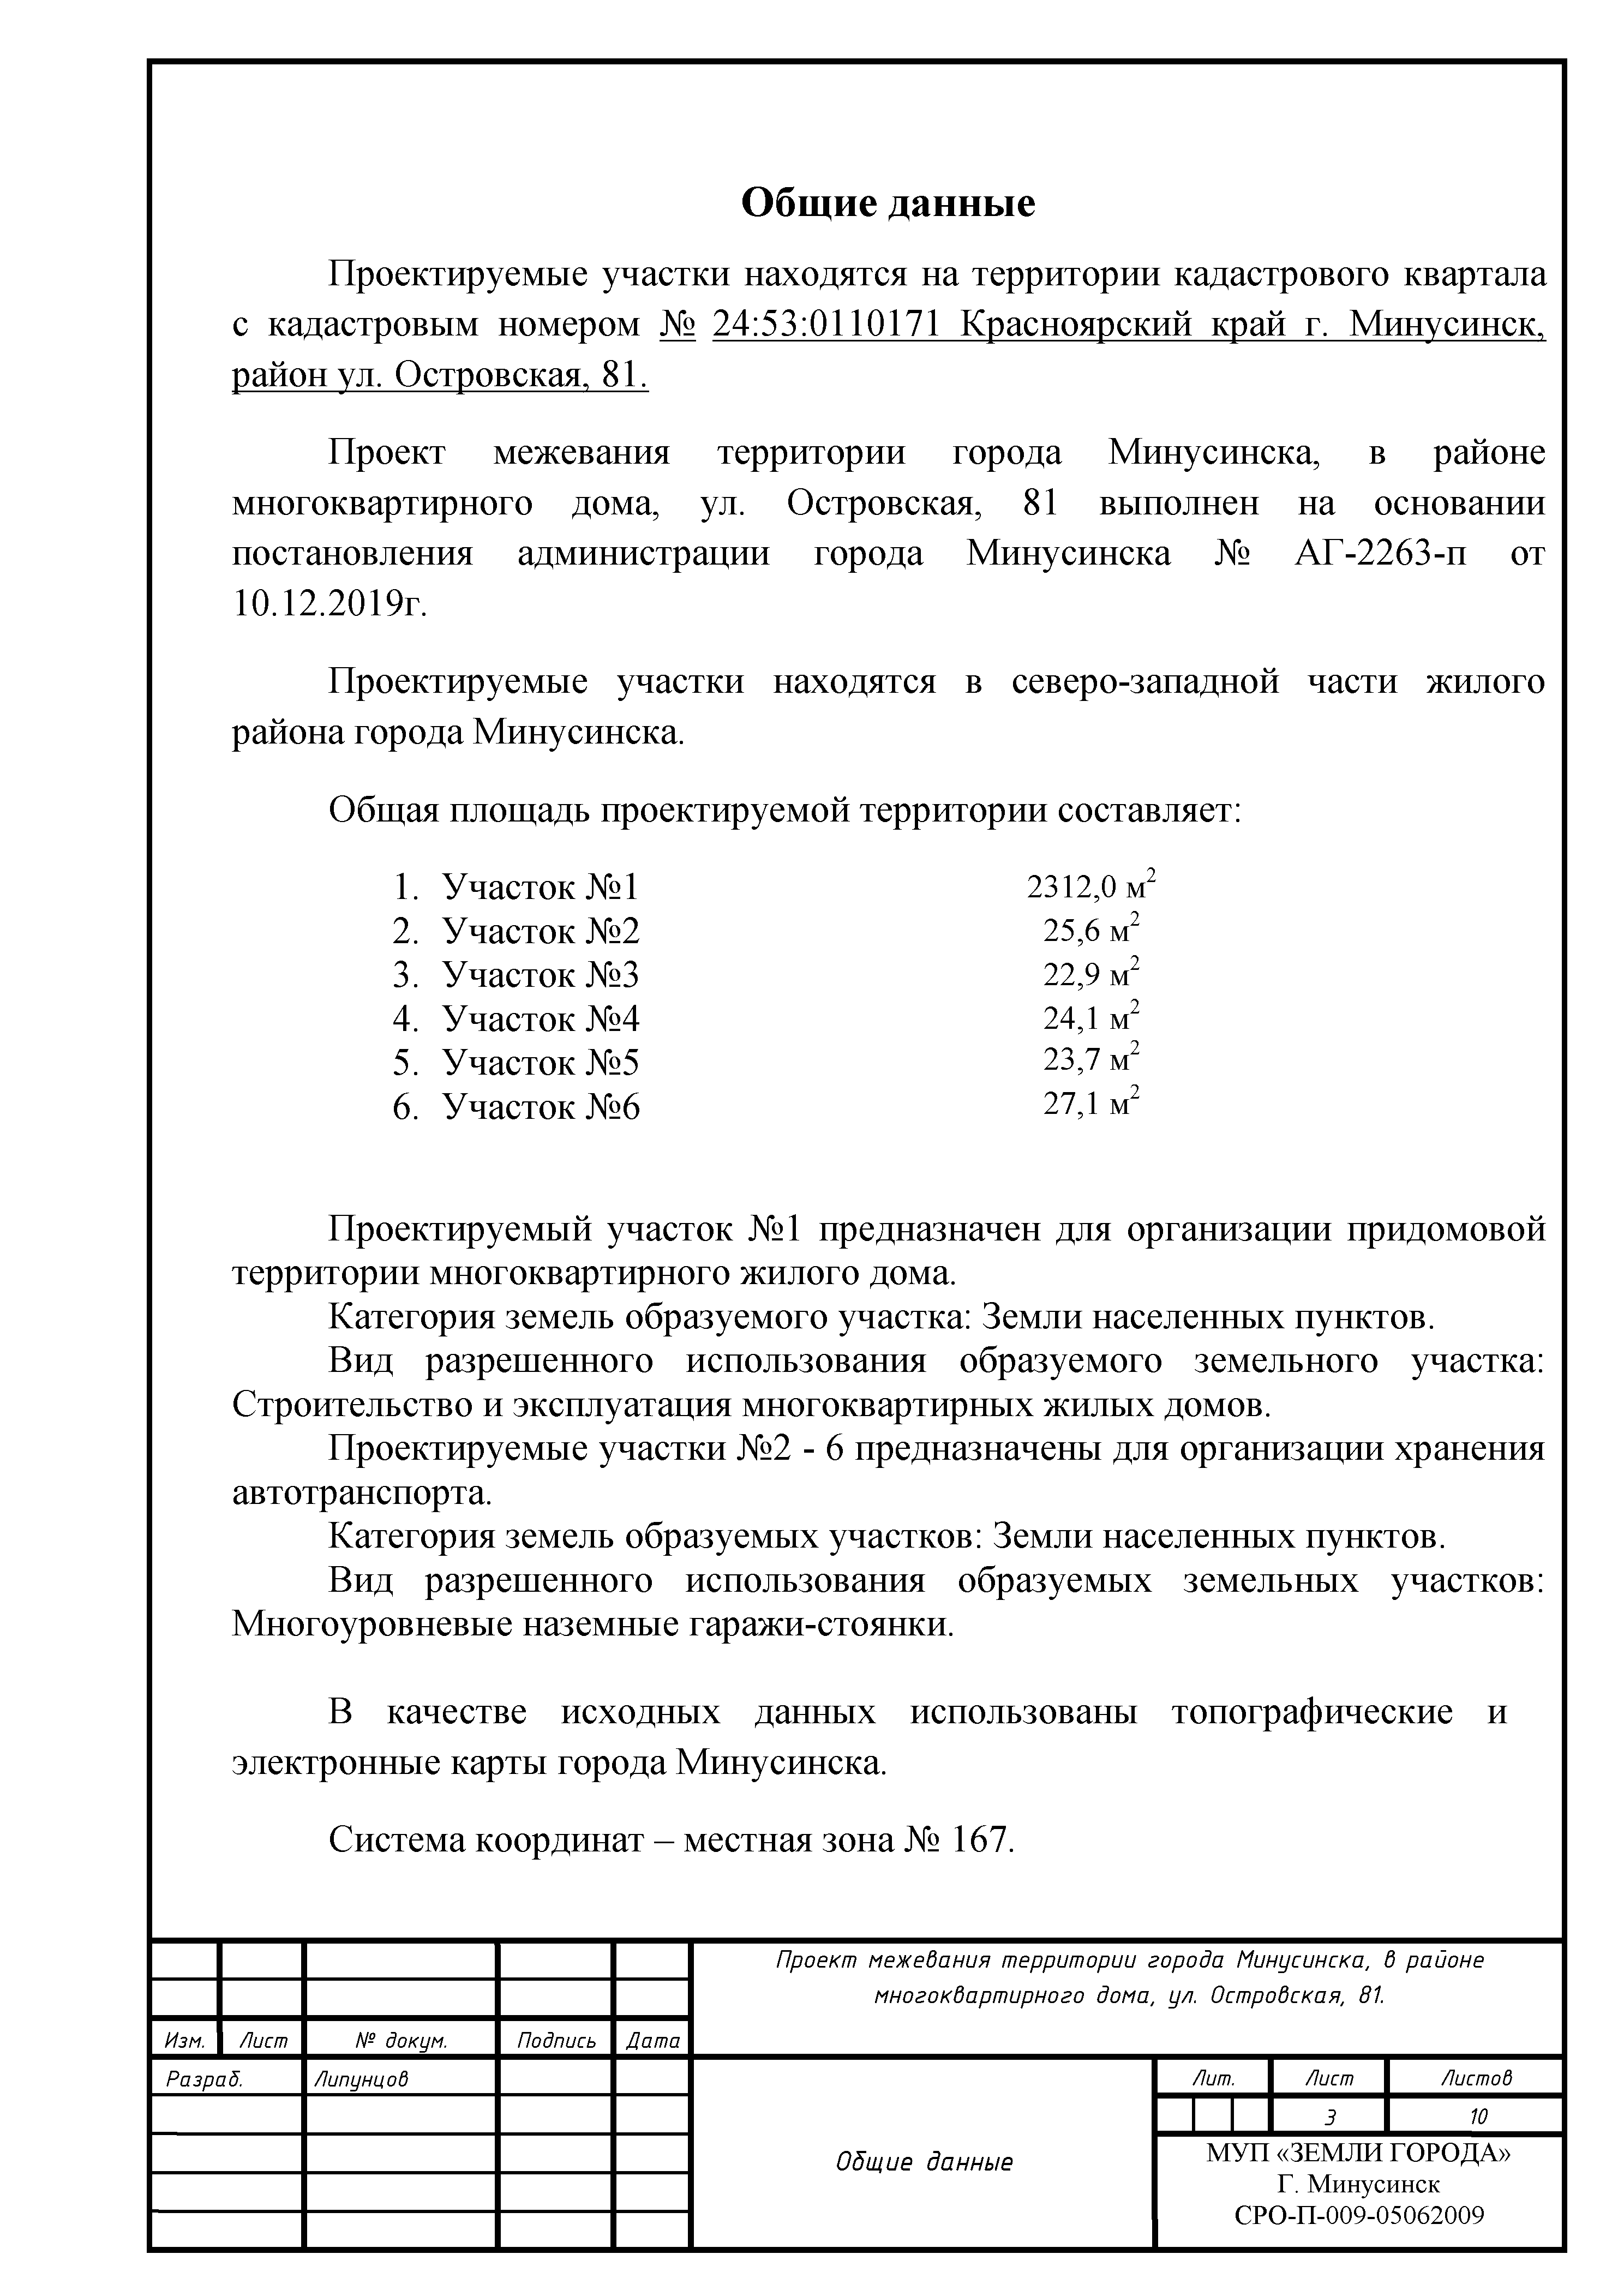 Общие данные
Проектируемые участки находятся на территории кадастрового квартала
с кадастровым номером № 24:53:0110171 Красноярский край г. Минусинск,
район ул. Островская, 81.
Проект межевания территории города Минусинска, в районе
многоквартирного дома, ул. Островская, 81 выполнен на основании
постановления администрации города Минусинска № АГ-2263-п от
10.12.2019г.
Проектируемые участки находятся в северо-западной части жилого
района города Минусинска.
Общая площадь проектируемой территории составляет:
1. Участок №1 2312,0 м²
2. Участок №2 25,6 м²
3. Участок №3 22,9 м²
4. Участок №4 24,1 м²
5. Участок №5 23,7 м²
6. Участок №6 27,1 м²
Проектируемый участок №1 предназначен для организации придомовой
территории многоквартирного жилого дома.
Категория земель образуемого участка: Земли населенных пунктов.
Вид разрешенного использования образуемого земельного участка:
Строительство и эксплуатация многоквартирных жилых домов.
Проектируемые участки №2 - 6 предназначены для организации хранения
автотранспорта.
Категория земель образуемых участков: Земли населенных пунктов.
Вид разрешенного использования образуемых земельных участков:
Многоуровневые наземные гаражи-стоянки.
В качестве исходных данных использованы топографические и
электронные карты города Минусинска.
Система координат – местная зона № 167.
Проект межевания территории города Минусинска, в районе
многоквартирного дома, ул. Островская, 81.
Изм. Лист № докум. Подпись Дата
Разраб. Липунцов
Общие данные
Лит. Лист Листов
3 10
МУП «ЗЕМЛИ ГОРОДА»
Г. Минусинск
СРО-П-009-05062009